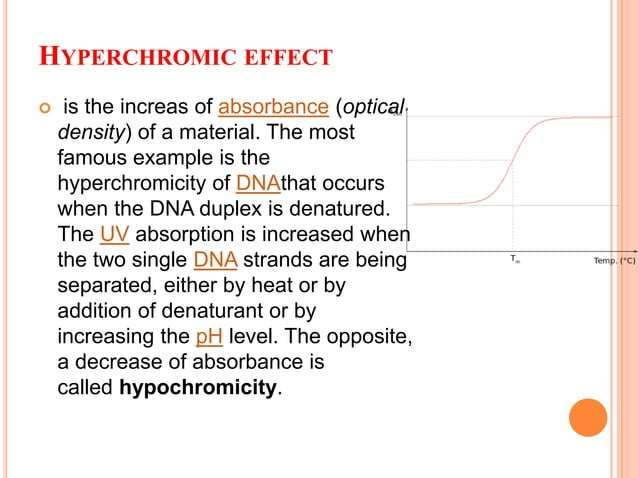 HYPERCHROMIC EFFECT
is the increas of absorbance (optical
density) of a material. The most
famous example is the
hyperchromicity of DNAthat occurs
when the DNA duplex is denatured.
The UV absorption is increased when
the two single DNA strands are being
separated, either by heat or by
addition of denaturant or by
increasing the pH level. The opposite,
a decrease of absorbance is
called hypochromicity.
Tm
Temp. (°C)